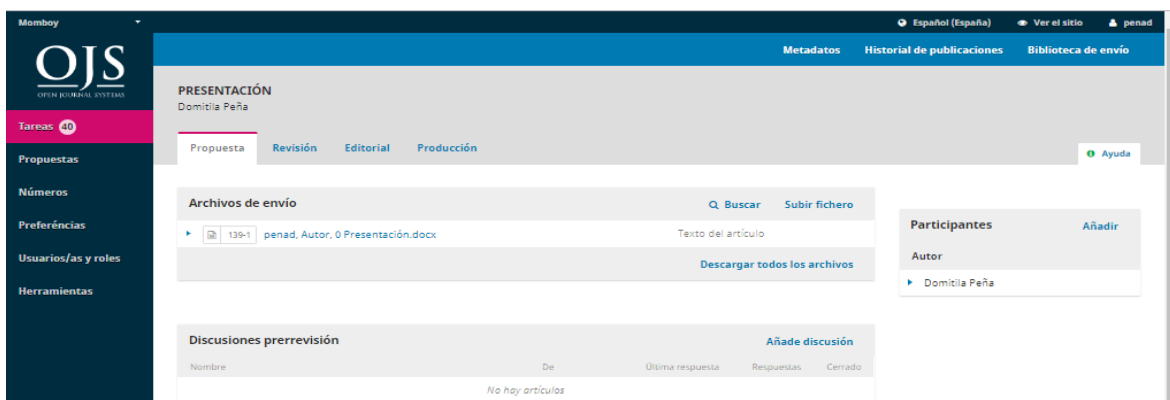 Momboy
Español (España) Ver el sitio penad
OJS
OPEN JOURNAL SYSTEMS
Metadatos Historial de publicaciones Biblioteca de envío
Tareas 40
Propuestas
Números
Preferéncias
Usuarios/as y roles
Herramientas
PRESENTACIÓN
Domitila Peña
Propuesta Revisión Editorial Producción
Ayuda
Archivos de envío Buscar Subir fichero
139-1 penad, Autor, 0 Presentación.docx Texto del artículo
Descargar todos los archivos
Participantes Añadir
Autor
Domitila Peña
Discusiones prerrevisión Añade discusión
Nombre De Última respuesta Respuestas Cerrado
No hay artículos